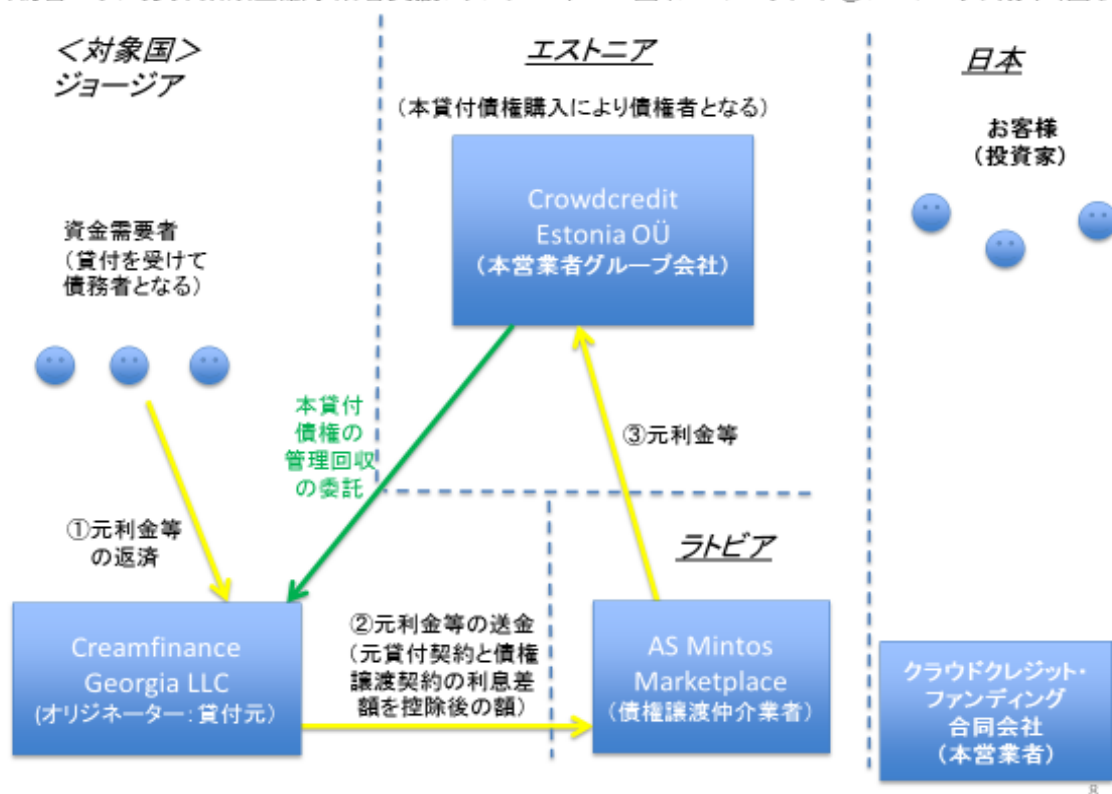 ＜対象国＞
ジョージア
エストニア
日本
（本貸付債権購入により債権者となる）
お客様
（投資家）
Crowdcredit
Estonia OÜ
（本営業者グループ会社）
資金需要者
（貸付を受けて
債務者となる）
本貸付
債権の
管理回収
の委託
③元利金等
①元利金等
の返済
ラトビア
②元利金等の送金
（元貸付契約と債権
譲渡契約の利息差
額を控除後の額）
Creamfinance
Georgia LLC
(オリジネーター：貸付元）
AS Mintos
Marketplace
（債権譲渡仲介業者）
クラウドクレジット・
ファンディング
合同会社
（本営業者）
8